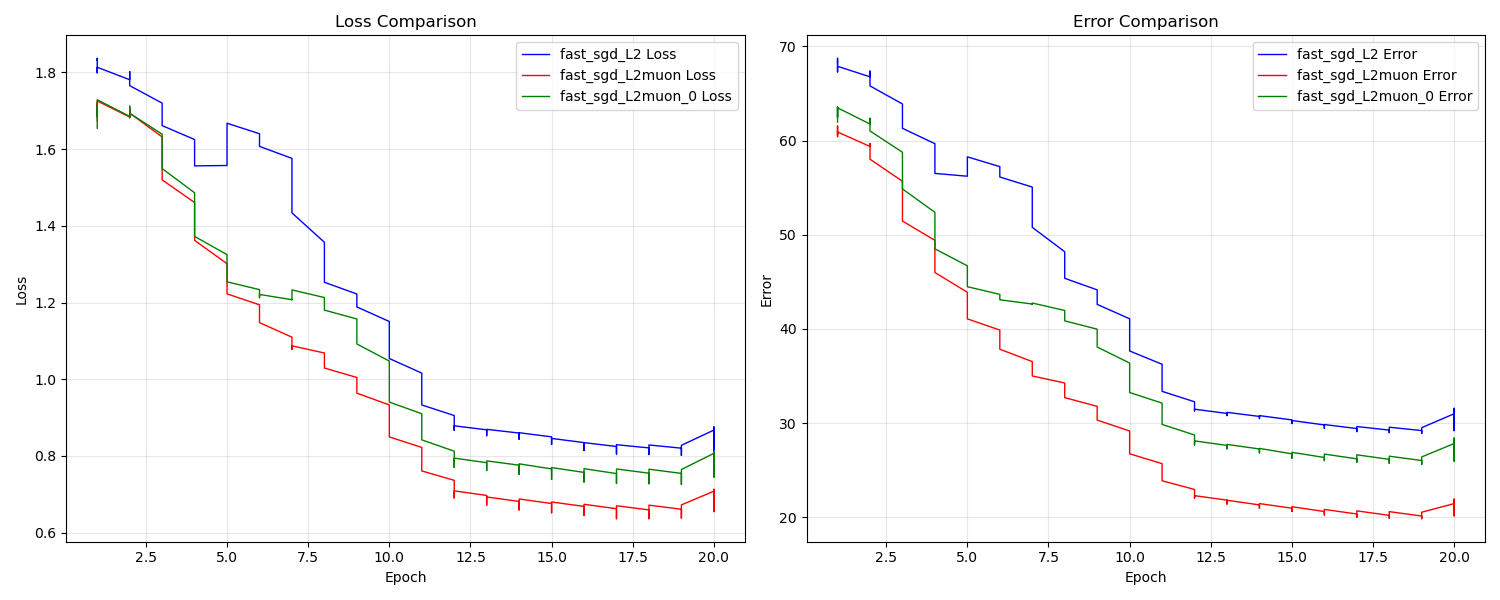 Loss Comparison
fast_sgd_L2 Loss
fast_sgd_L2muon Loss
fast_sgd_L2muon_0 Loss
Loss
1.8
1.6
1.4
1.2
1.0
0.8
0.6
2.5 5.0 7.5 10.0 12.5 15.0 17.5 20.0
Epoch
Error Comparison
fast_sgd_L2 Error
fast_sgd_L2muon Error
fast_sgd_L2muon_0 Error
Error
70
60
50
40
30
20
2.5 5.0 7.5 10.0 12.5 15.0 17.5 20.0
Epoch